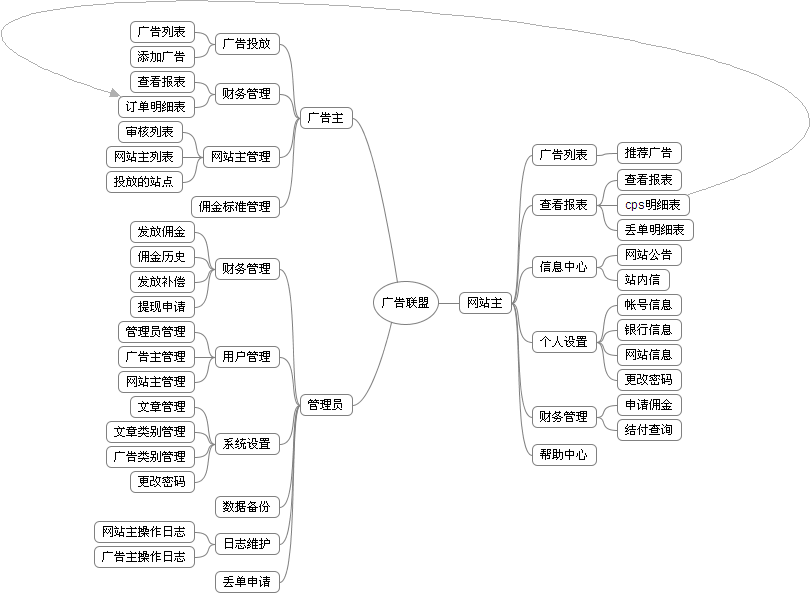 广告联盟
广告主
广告投放
广告列表
添加广告
财务管理
查看报表
订单明细表
网站主管理
审核列表
网站主列表
投放的站点
佣金标准管理
管理员
财务管理
发放佣金
佣金历史
发放补偿
提现申请
用户管理
管理员管理
广告主管理
网站主管理
系统设置
文章管理
文章类别管理
广告类别管理
更改密码
数据备份
日志维护
网站主操作日志
广告主操作日志
丢单申请
网站主
广告列表
推荐广告
查看报表
查看报表
cps明细表
丢单明细表
信息中心
网站公告
站内信
个人设置
帐号信息
银行信息
网站信息
更改密码
财务管理
申请佣金
结付查询
帮助中心